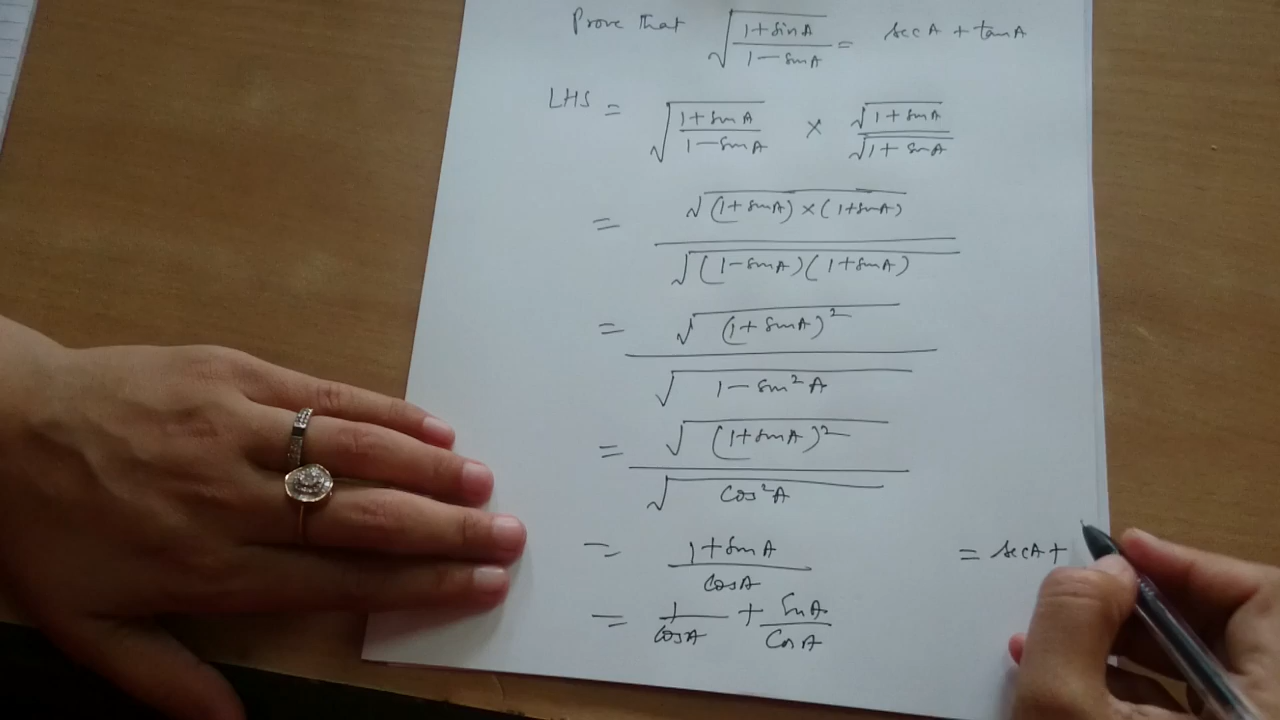 Prove that √((1+sinA)/(1-sinA)) = secA + tanA
LHS = √((1+sinA)/(1-sinA)) × √(1+sinA)/√(1+sinA)
= √((1+sinA)×(1+sinA)) / √((1-sinA)(1+sinA))
= √((1+sinA)²) / √(1-sin²A)
= √((1+sinA)²) / √(cos²A)
= (1+sinA)/cosA = secA +
= 1/cosA + sinA/cosA